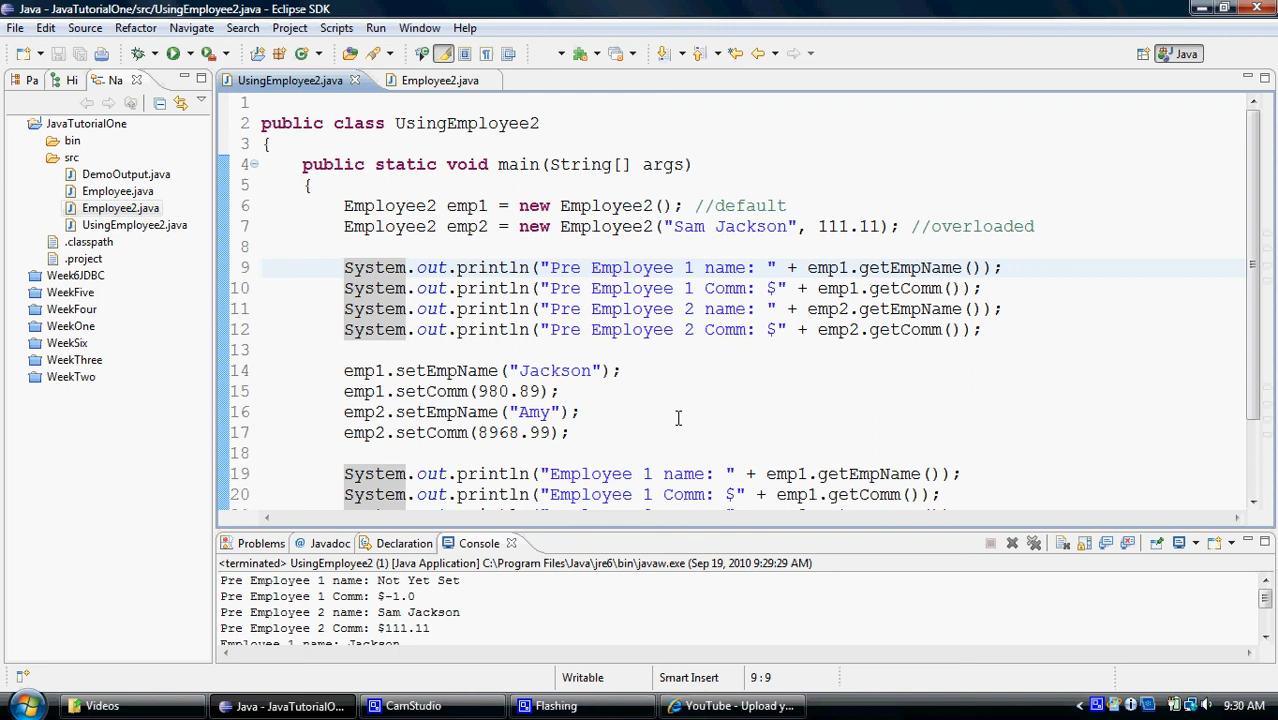 Java - JavaTutorialOne/src/UsingEmployee2.java - Eclipse SDK
File Edit Source Refactor Navigate Search Project Scripts Run Window Help
Java
Pa Hi Na
UsingEmployee2.java Employee2.java
JavaTutorialOne
bin
src
DemoOutput.java
Employee.java
Employee2.java
UsingEmployee2.java
.classpath
.project
Week6JDBC
WeekFive
WeekFour
WeekOne
WeekSix
WeekThree
WeekTwo
1
2 public class UsingEmployee2
3 {
4 public static void main(String[] args)
5 {
6 Employee2 emp1 = new Employee2(); //default
7 Employee2 emp2 = new Employee2("Sam Jackson", 111.11); //overloaded
8
9 System.out.println("Pre Employee 1 name: " + emp1.getEmpName());
10 System.out.println("Pre Employee 1 Comm: $" + emp1.getComm());
11 System.out.println("Pre Employee 2 name: " + emp2.getEmpName());
12 System.out.println("Pre Employee 2 Comm: $" + emp2.getComm());
13
14 emp1.setEmpName("Jackson");
15 emp1.setComm(980.89);
16 emp2.setEmpName("Amy");
17 emp2.setComm(8968.99);
18
19 System.out.println("Employee 1 name: " + emp1.getEmpName());
20 System.out.println("Employee 1 Comm: $" + emp1.getComm());
Problems Javadoc Declaration Console
<terminated> UsingEmployee2 (1) [Java Application] C:\Program Files\Java\jre6\bin\javaw.exe (Sep 19, 2010 9:29:29 AM)
Pre Employee 1 name: Not Yet Set
Pre Employee 1 Comm: $-1.0
Pre Employee 2 name: Sam Jackson
Pre Employee 2 Comm: $111.11
Employee 1 name: Jackson
Writable Smart Insert 9:9
Videos Java - JavaTutorialO... CamStudio Flashing YouTube - Upload y... 9:30 AM